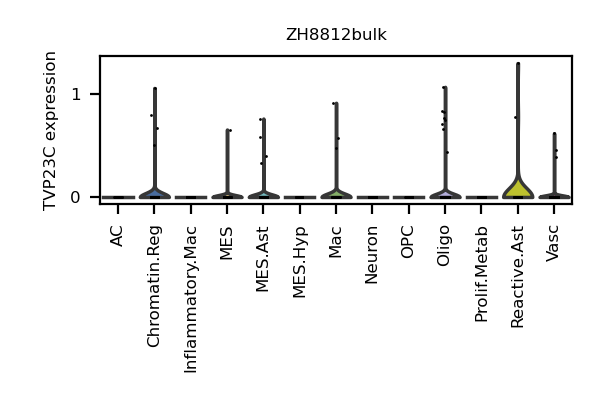 ZH8812bulk
TVP23C expression
1
0
AC
Chromatin.Reg
Inflammatory.Mac
MES
MES.Ast
MES.Hyp
Mac
Neuron
OPC
Oligo
Prolif.Metab
Reactive.Ast
Vasc